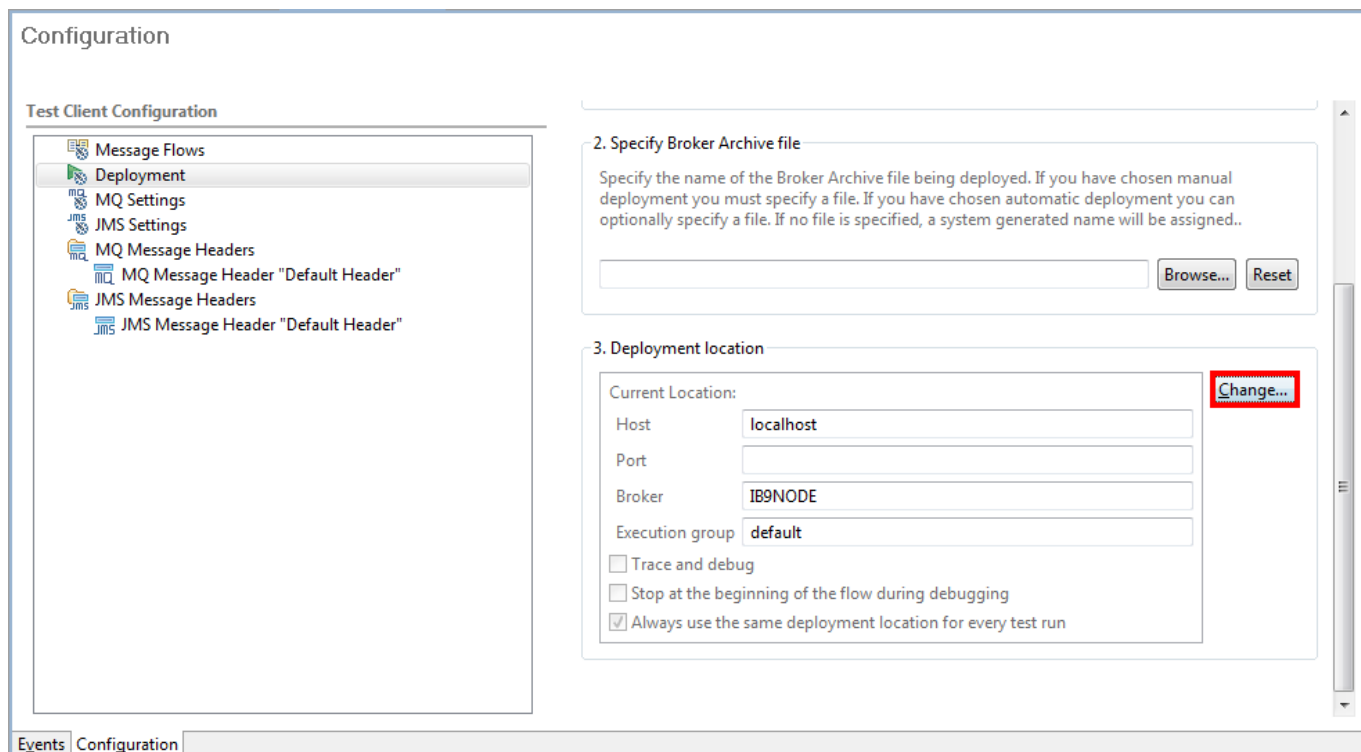 Configuration
Test Client Configuration
Message Flows
Deployment
MQ Settings
JMS Settings
MQ Message Headers
MQ Message Header "Default Header"
JMS Message Headers
JMS Message Header "Default Header"
2. Specify Broker Archive file
Specify the name of the Broker Archive file being deployed. If you have chosen manual
deployment you must specify a file. If you have chosen automatic deployment you can
optionally specify a file. If no file is specified, a system generated name will be assigned..
Browse... Reset
3. Deployment location
Current Location:
Change...
Host localhost
Port
Broker IB9NODE
Execution group default
Trace and debug
Stop at the beginning of the flow during debugging
Always use the same deployment location for every test run
Events Configuration